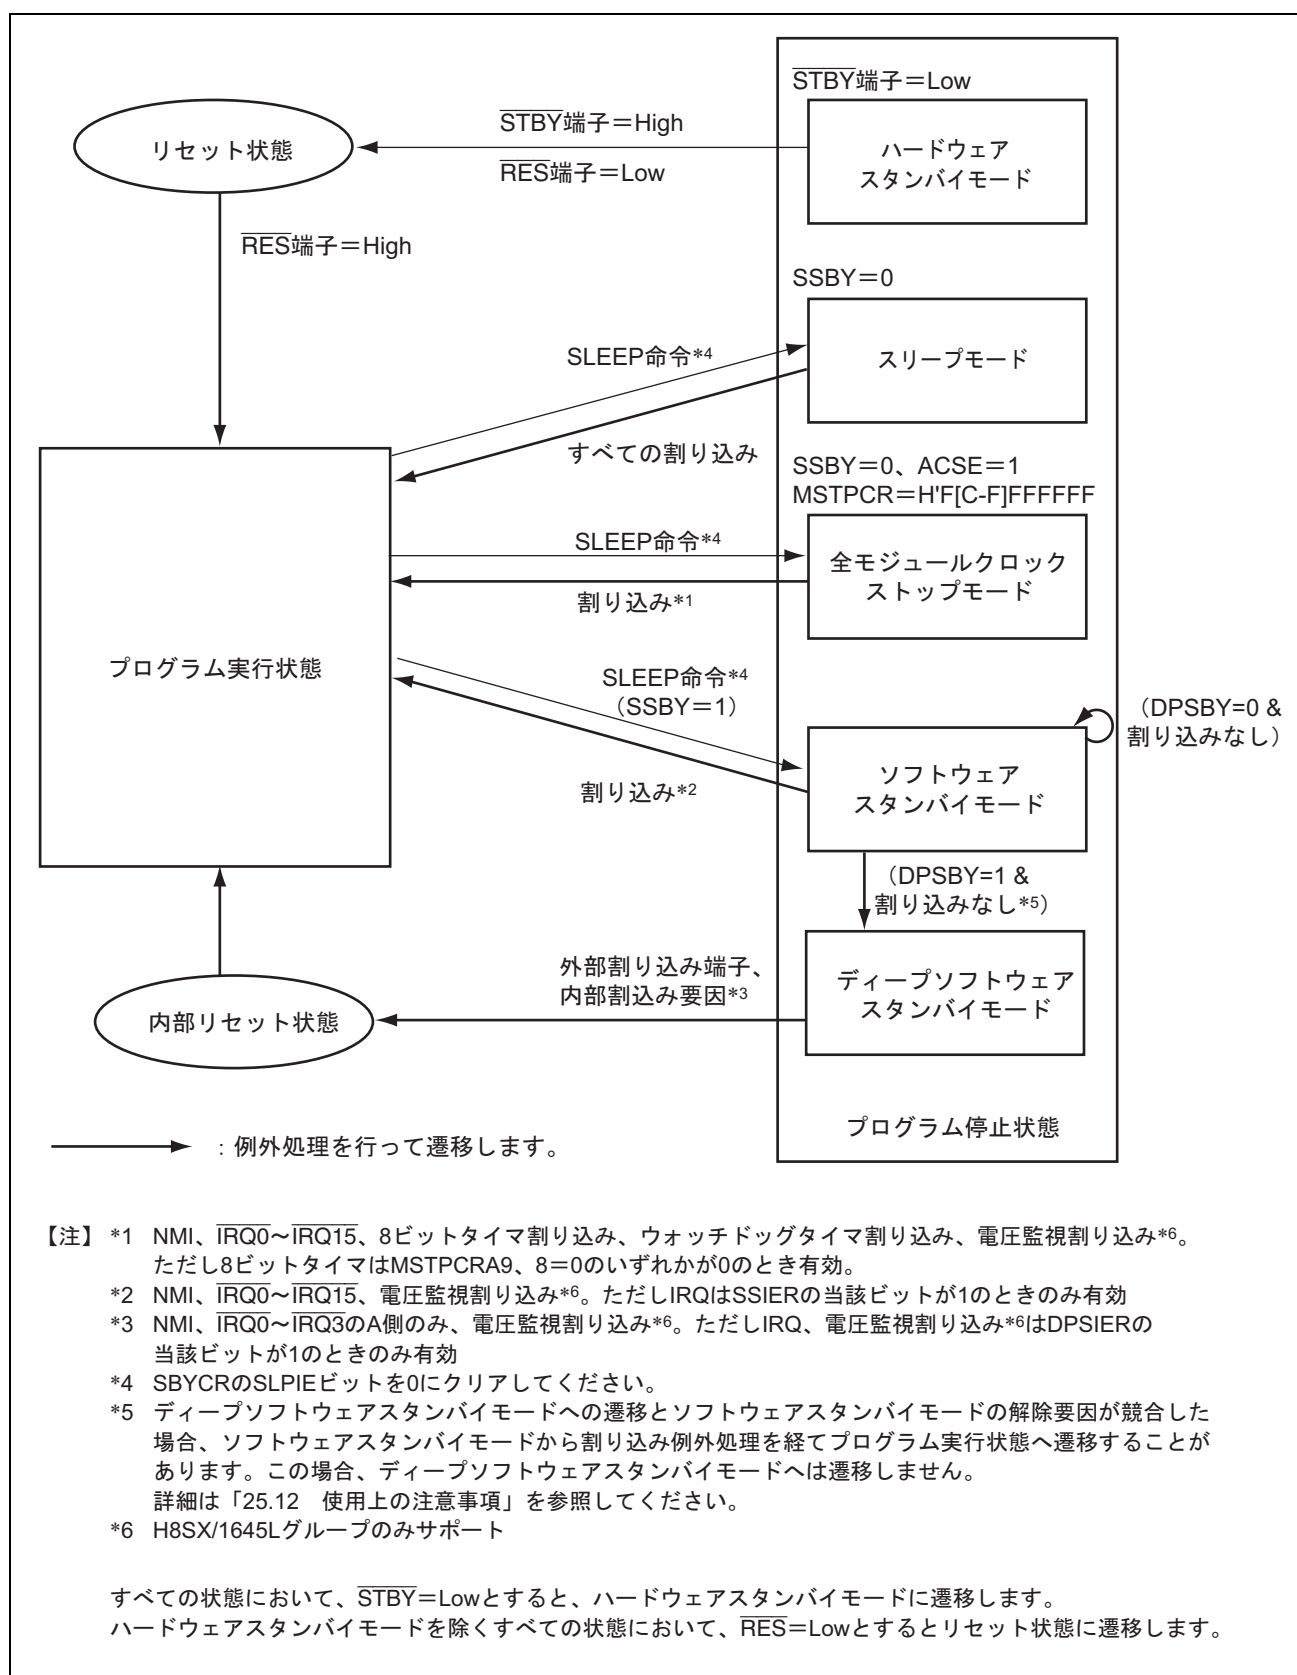 STBY端子＝Low
STBY端子＝High
リセット状態
ハードウェア
スタンバイモード
RES端子＝Low
RES端子＝High
SSBY＝0
SLEEP命令*4
スリープモード
すべての割り込み
SSBY＝0、ACSE＝1
MSTPCR＝H'F[C-F]FFFFFF
SLEEP命令*4
全モジュールクロック
ストップモード
割り込み*1
プログラム実行状態
SLEEP命令*4
（SSBY＝1）
（DPSBY=0 &
割り込みなし）
ソフトウェア
スタンバイモード
割り込み*2
（DPSBY=1 &
割り込みなし*5）
外部割り込み端子、
内部割込み要因*3
ディープソフトウェア
スタンバイモード
内部リセット状態
プログラム停止状態
：例外処理を行って遷移します。
【注】 *1 NMI、IRQ0～IRQ15、8ビットタイマ割り込み、ウォッチドッグタイマ割り込み、電圧監視割り込み*6。
ただし8ビットタイマはMSTPCRA9、8＝0のいずれかが0のとき有効。
*2 NMI、IRQ0～IRQ15、電圧監視割り込み*6。ただしIRQはSSIERの当該ビットが1のときのみ有効
*3 NMI、IRQ0～IRQ3のA側のみ、電圧監視割り込み*6。ただしIRQ、電圧監視割り込み*6はDPSIERの
当該ビットが1のときのみ有効
*4 SBYCRのSLPIEビットを0にクリアしてください。
*5 ディープソフトウェアスタンバイモードへの遷移とソフトウェアスタンバイモードの解除要因が競合した
場合、ソフトウェアスタンバイモードから割り込み例外処理を経てプログラム実行状態へ遷移することが
あります。この場合、ディープソフトウェアスタンバイモードへは遷移しません。
詳細は「25.12　使用上の注意事項」を参照してください。
*6 H8SX/1645Lグループのみサポート
すべての状態において、STBY＝Lowとすると、ハードウェアスタンバイモードに遷移します。
ハードウェアスタンバイモードを除くすべての状態において、RES＝Lowとするとリセット状態に遷移します。